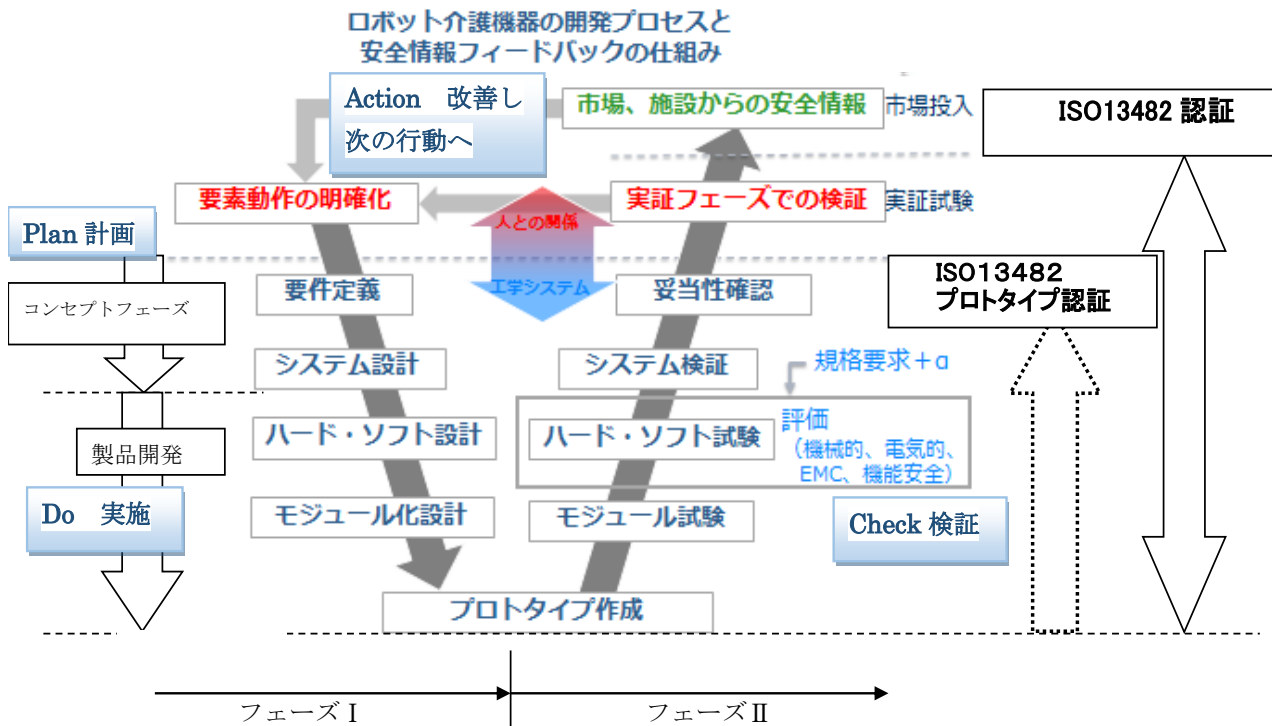 ロボット介護機器の開発プロセスと
安全情報フィードバックの仕組み
Action　改善し
次の行動へ
市場、施設からの安全情報
市場投入
ISO13482 認証
要素動作の明確化
人との関係
実証フェーズでの検証
実証試験
Plan 計画
工学システム
要件定義
妥当性確認
ISO13482
プロトタイプ認証
コンセプトフェーズ
システム設計
システム検証
規格要求+α
ハード・ソフト設計
ハード・ソフト試験
評価
（機械的、電気的、
EMC、機能安全）
製品開発
Do　実施
モジュール化設計
モジュール試験
Check 検証
プロトタイプ作成
フェーズⅠ
フェーズⅡ